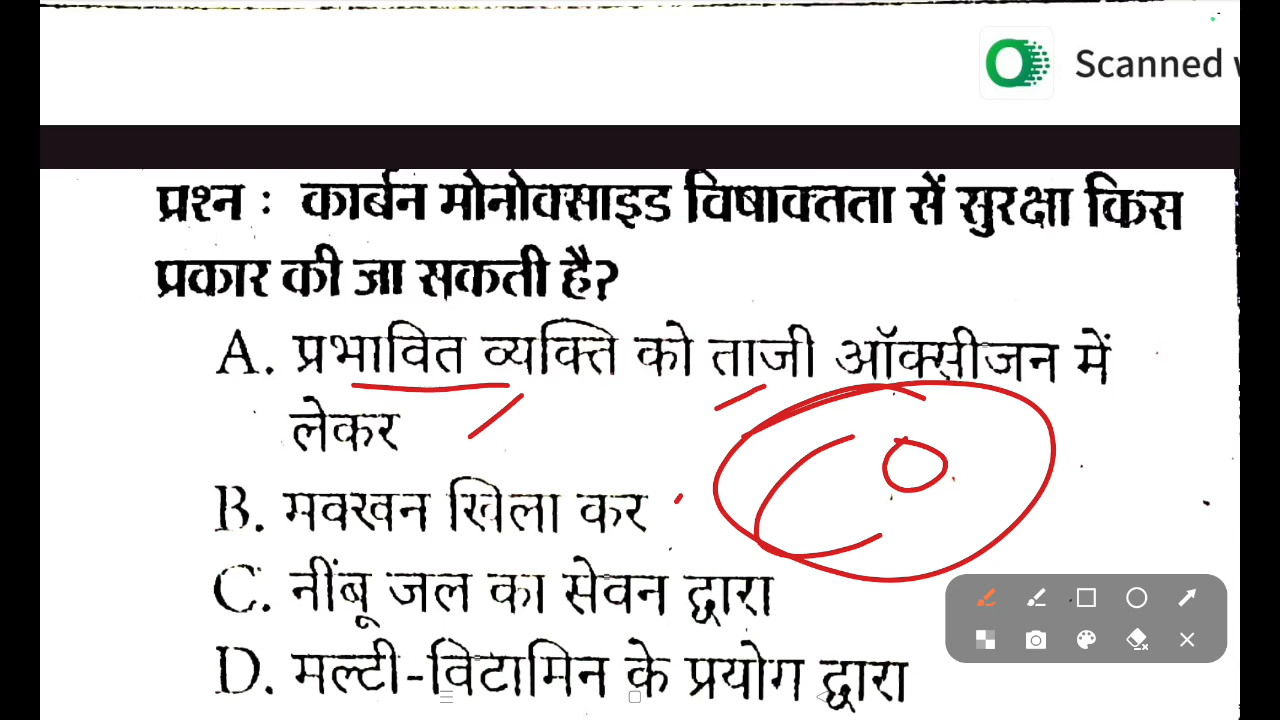 Scanned
प्रश्न : कार्बन मोनोक्साइड विषाक्तता सें सुरक्षा किस
प्रकार की जा सकती है?
A. प्रभावित व्यक्ति को ताजी ऑक्सीजन में
लेकर
B. मक्खन खिला कर
C. नींबू जल का सेवन द्वारा
D. मल्टी-विटामिन के प्रयोग द्वारा